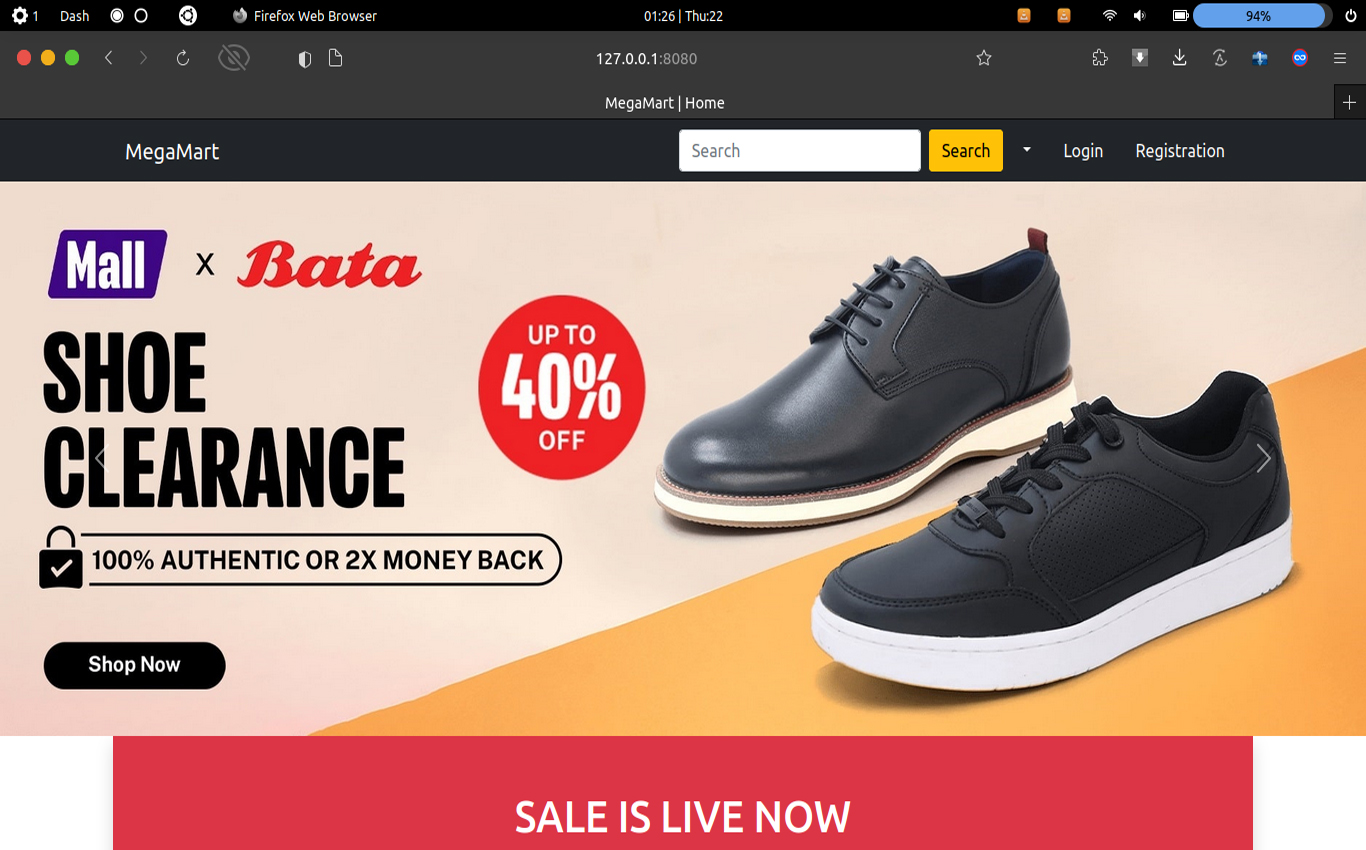 1 Dash Firefox Web Browser 01:26 | Thu:22 94%
127.0.0.1:8080
MegaMart | Home
MegaMart Search Search Login Registration
Mall x Bata
UP TO
40%
OFF
SHOE
CLEARANCE
100% AUTHENTIC OR 2X MONEY BACK
Shop Now
SALE IS LIVE NOW